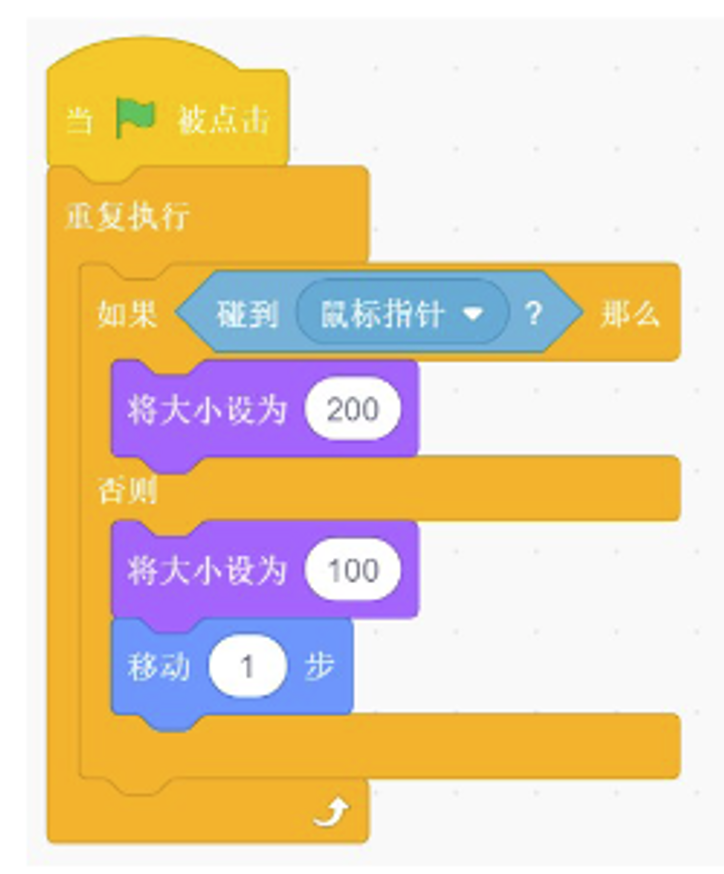 当 被点击
重复执行
如果 碰到 鼠标指针 ? 那么
将大小设为 200
否则
将大小设为 100
移动 1 步